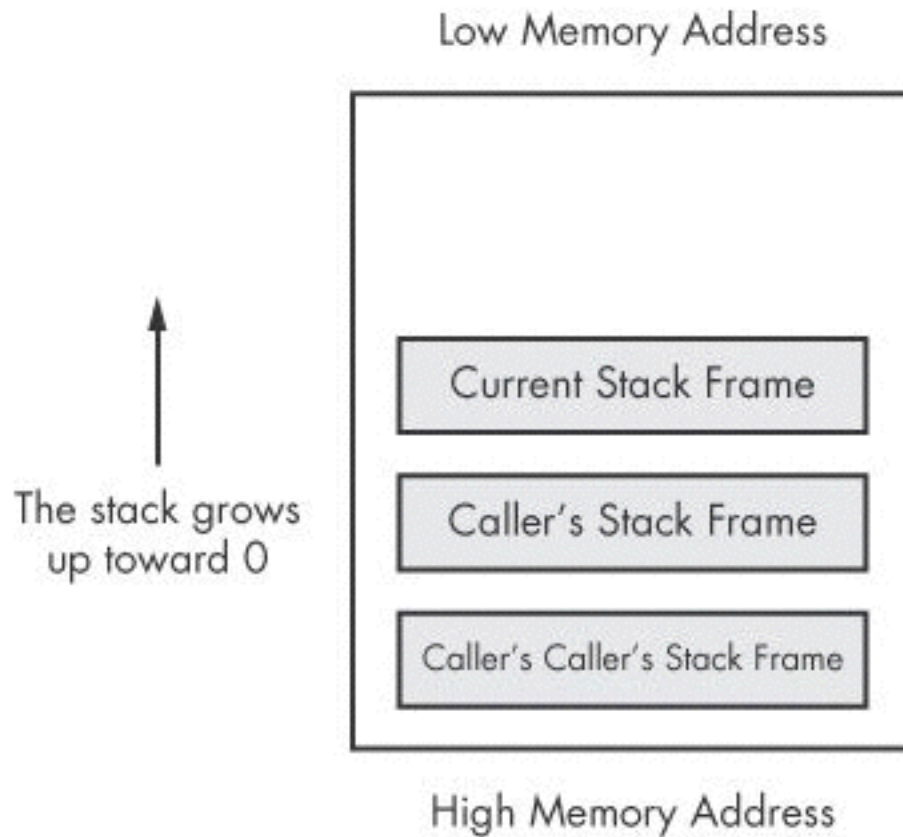 Low Memory Address
Current Stack Frame
The stack grows
up toward 0
Caller's Stack Frame
Caller's Caller's Stack Frame
High Memory Address